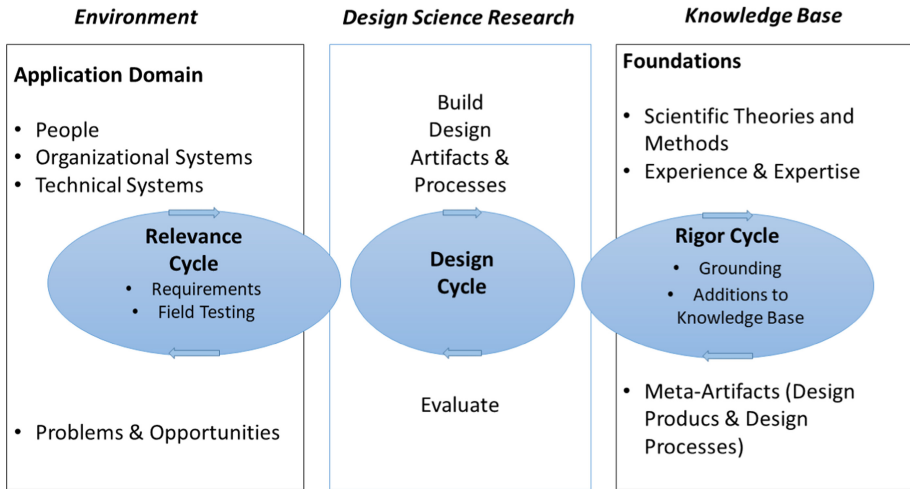 Environment
Design Science Research
Knowledge Base
Application Domain
• People
• Organizational Systems
• Technical Systems
Relevance
Cycle
• Requirements
• Field Testing
• Problems & Opportunities
Build
Design
Artifacts &
Processes
Design
Cycle
Evaluate
Foundations
• Scientific Theories and
Methods
• Experience & Expertise
Rigor Cycle
• Grounding
• Additions to
Knowledge Base
• Meta-Artifacts (Design
Producs & Design
Processes)